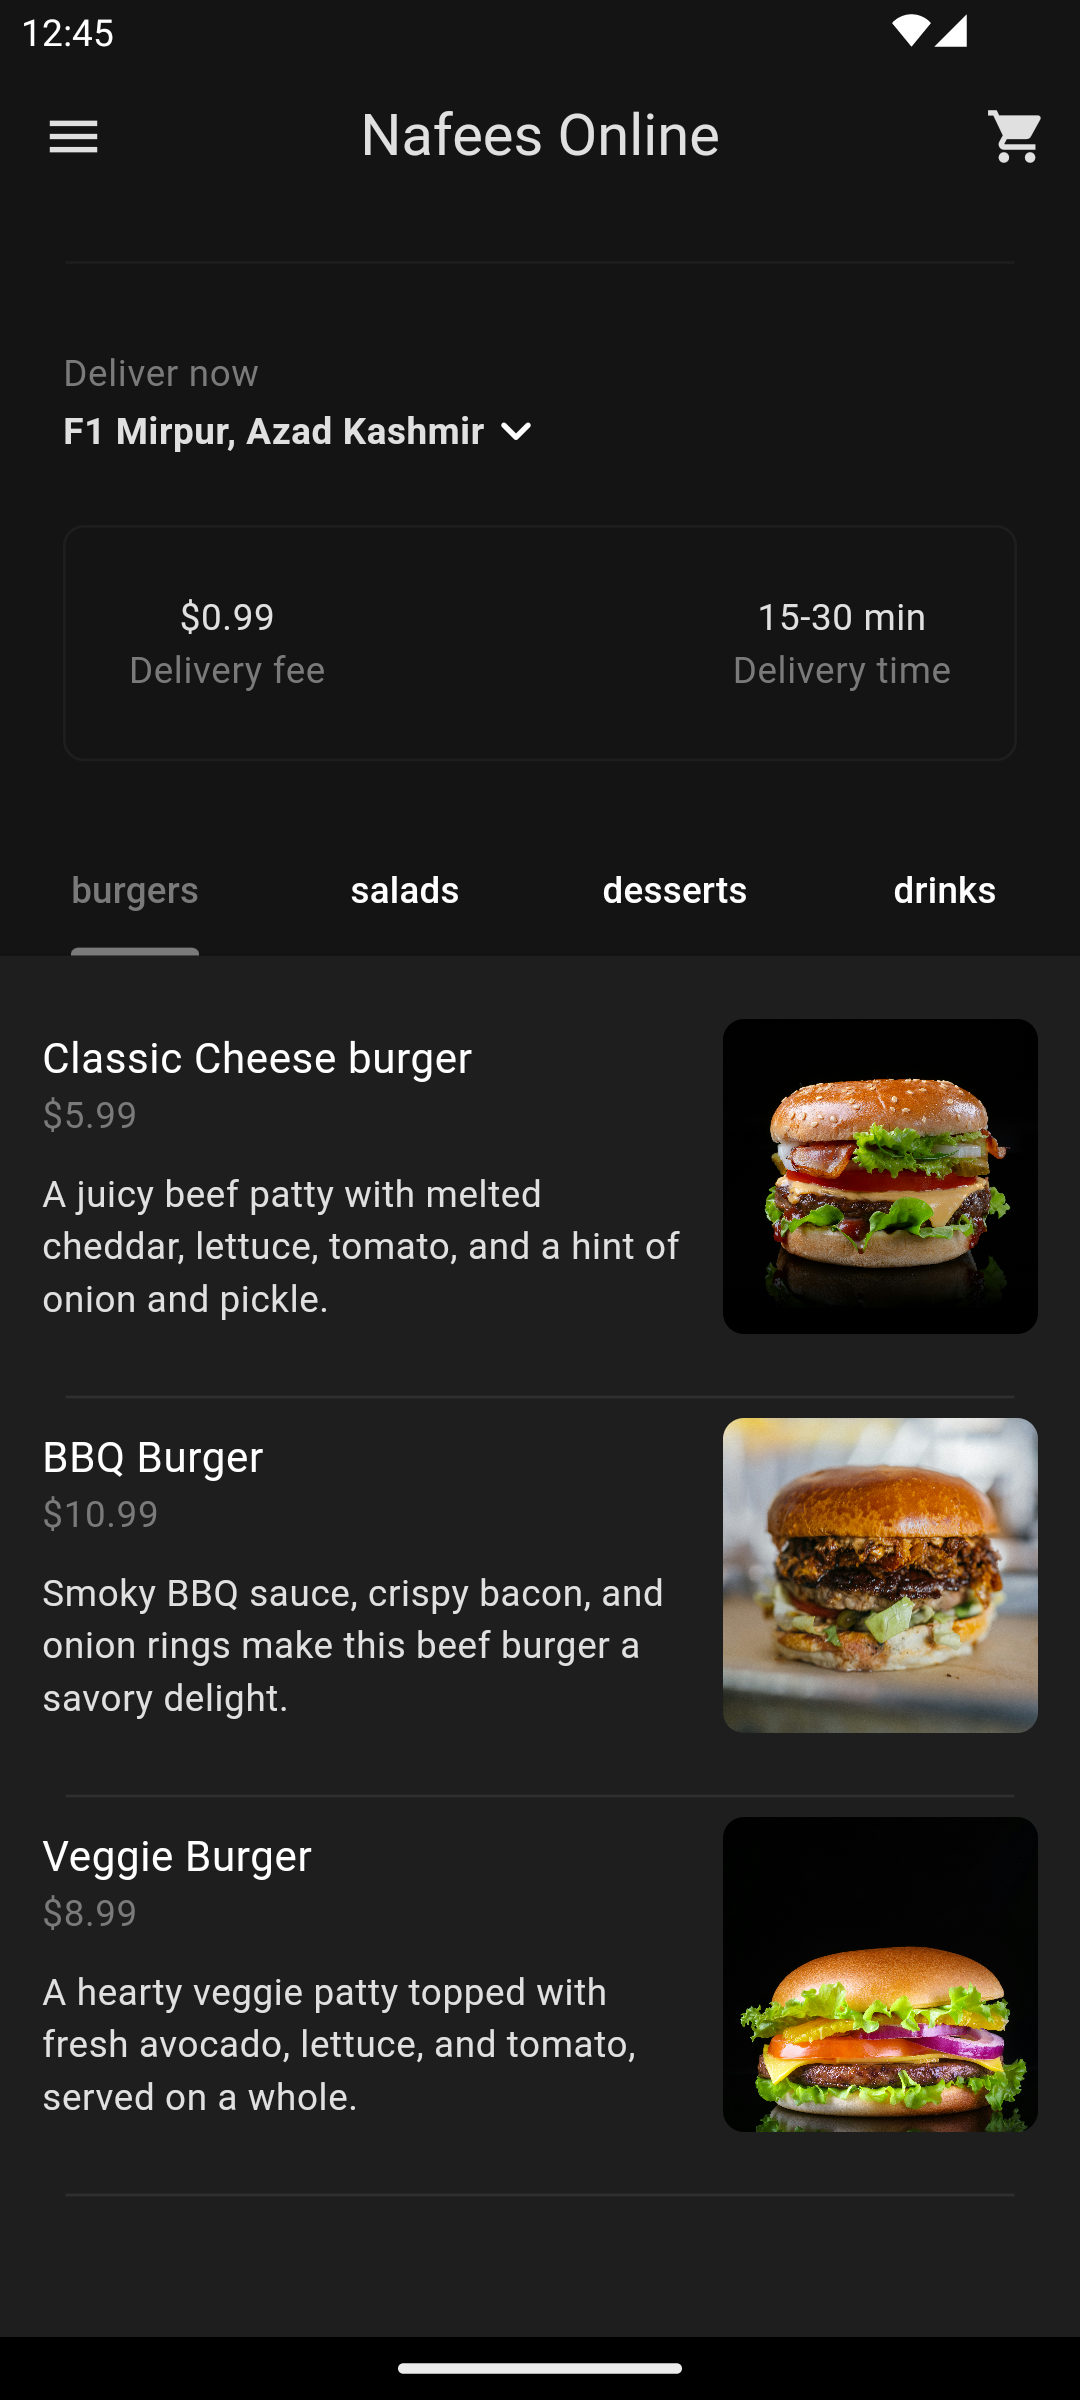 12:45
Nafees Online
Deliver now
F1 Mirpur, Azad Kashmir
$0.99
Delivery fee
15-30 min
Delivery time
burgers
salads
desserts
drinks
Classic Cheese burger
$5.99
A juicy beef patty with melted
cheddar, lettuce, tomato, and a hint of
onion and pickle.
BBQ Burger
$10.99
Smoky BBQ sauce, crispy bacon, and
onion rings make this beef burger a
savory delight.
Veggie Burger
$8.99
A hearty veggie patty topped with
fresh avocado, lettuce, and tomato,
served on a whole.